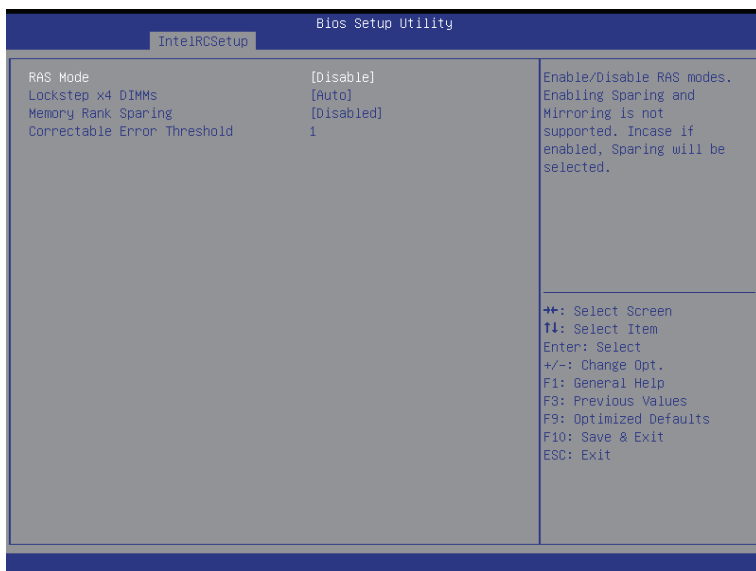 Bios Setup Utility
IntelRCSetup
RAS Mode [Disable]
Lockstep x4 DIMMs [Auto]
Memory Rank Sparing [Disabled]
Correctable Error Threshold 1
Enable/Disable RAS modes.
Enabling Sparing and
Mirroring is not
supported. Incase if
enabled, Sparing will be
selected.
→←: Select Screen
↑↓: Select Item
Enter: Select
+/-: Change Opt.
F1: General Help
F3: Previous Values
F9: Optimized Defaults
F10: Save & Exit
ESC: Exit